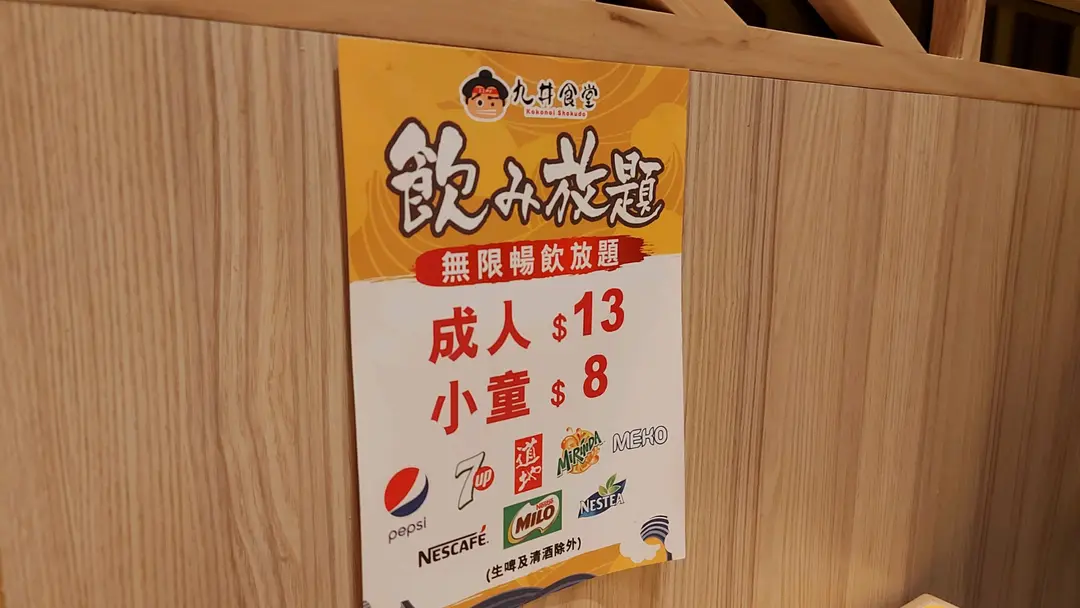 九井食堂
Kokonoi Shokudo
飲み放題
無限暢飲放題
成人 $13
小童 $8
pepsi
7up
道地
MIRINDA
MEKO
NESCAFÉ.
Nestlé
MILO
NESTEA
(生啤及清酒除外)